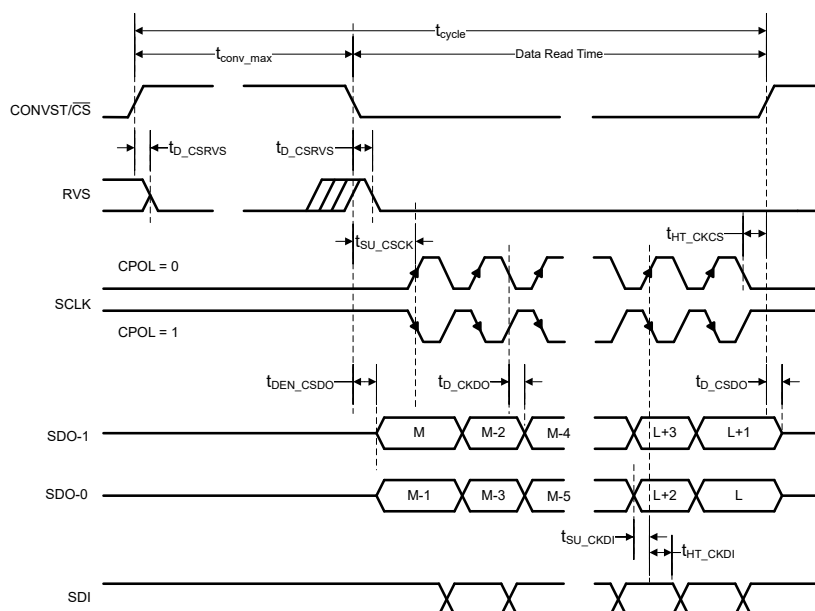 t_cycle
t_conv_max
Data Read Time
CONVST/CS
t_D_CSRVS
t_D_CSRVS
RVS
t_SU_CSCK
t_HT_CKCS
CPOL = 0
SCLK
CPOL = 1
t_DEN_CSDO
t_D_CKDO
t_D_CSDO
SDO-1
M
M-2
M-4
L+3
L+1
SDO-0
M-1
M-3
M-5
L+2
L
t_SU_CKDI
t_HT_CKDI
SDI